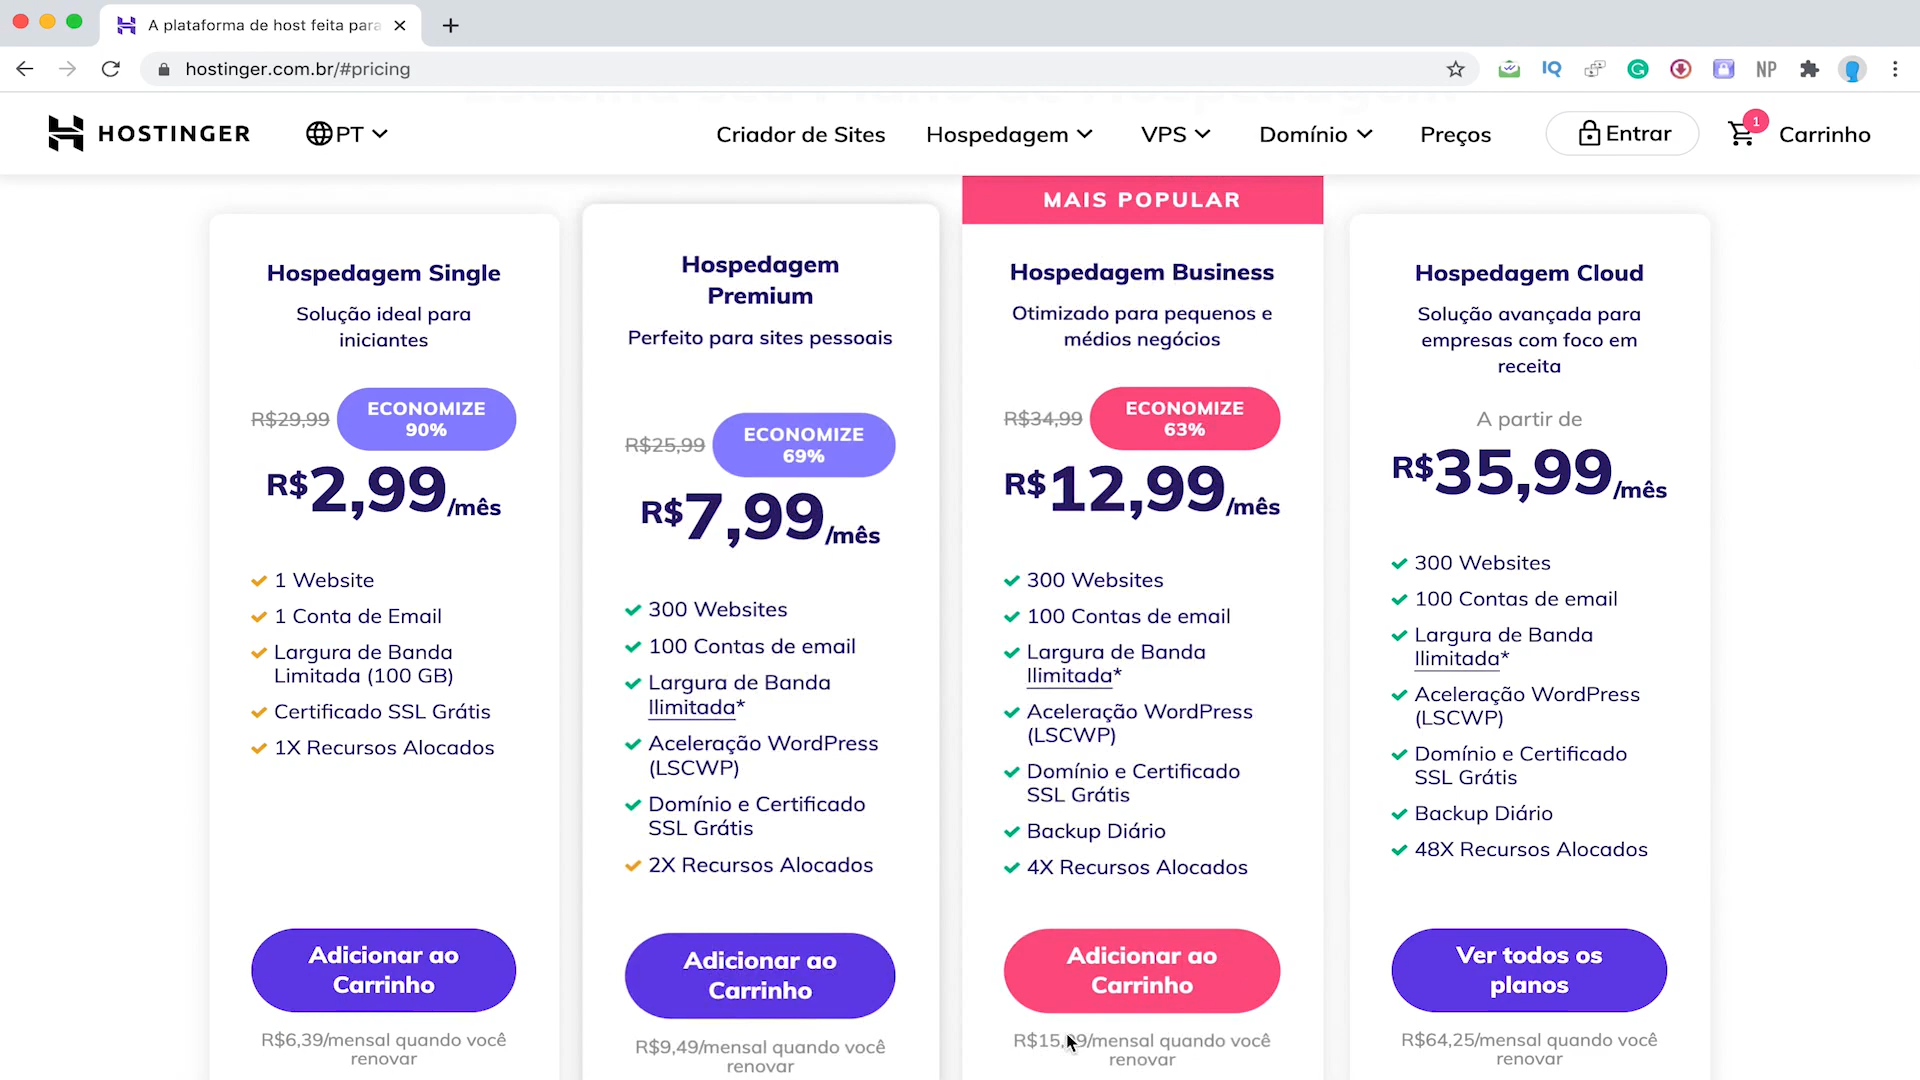 A plataforma de host feita para
hostinger.com.br/#pricing
IQ
NP
HOSTINGER
PT
Criador de Sites
Hospedagem
VPS
Domínio
Preços
Entrar
1
Carrinho
Hospedagem Single
Solução ideal para
iniciantes
R$29,99
ECONOMIZE
90%
R$2,99/mês
1 Website
1 Conta de Email
Largura de Banda
Limitada (100 GB)
Certificado SSL Grátis
1X Recursos Alocados
Adicionar ao
Carrinho
R$6,39/mensal quando você
renovar
Hospedagem
Premium
Perfeito para sites pessoais
R$25,99
ECONOMIZE
69%
R$7,99/mês
300 Websites
100 Contas de email
Largura de Banda
Ilimitada*
Aceleração WordPress
(LSCWP)
Domínio e Certificado
SSL Grátis
2X Recursos Alocados
Adicionar ao
Carrinho
R$9,49/mensal quando você
renovar
MAIS POPULAR
Hospedagem Business
Otimizado para pequenos e
médios negócios
R$34,99
ECONOMIZE
63%
R$12,99/mês
300 Websites
100 Contas de email
Largura de Banda
Ilimitada*
Aceleração WordPress
(LSCWP)
Domínio e Certificado
SSL Grátis
Backup Diário
4X Recursos Alocados
Adicionar ao
Carrinho
mensal quando você
renovar
Hospedagem Cloud
Solução avançada para
empresas com foco em
receita
A partir de
R$35,99/mês
300 Websites
100 Contas de email
Largura de Banda
Ilimitada*
Aceleração WordPress
(LSCWP)
Domínio e Certificado
SSL Grátis
Backup Diário
48X Recursos Alocados
Ver todos os
planos
R$64,25/mensal quando você
renovar